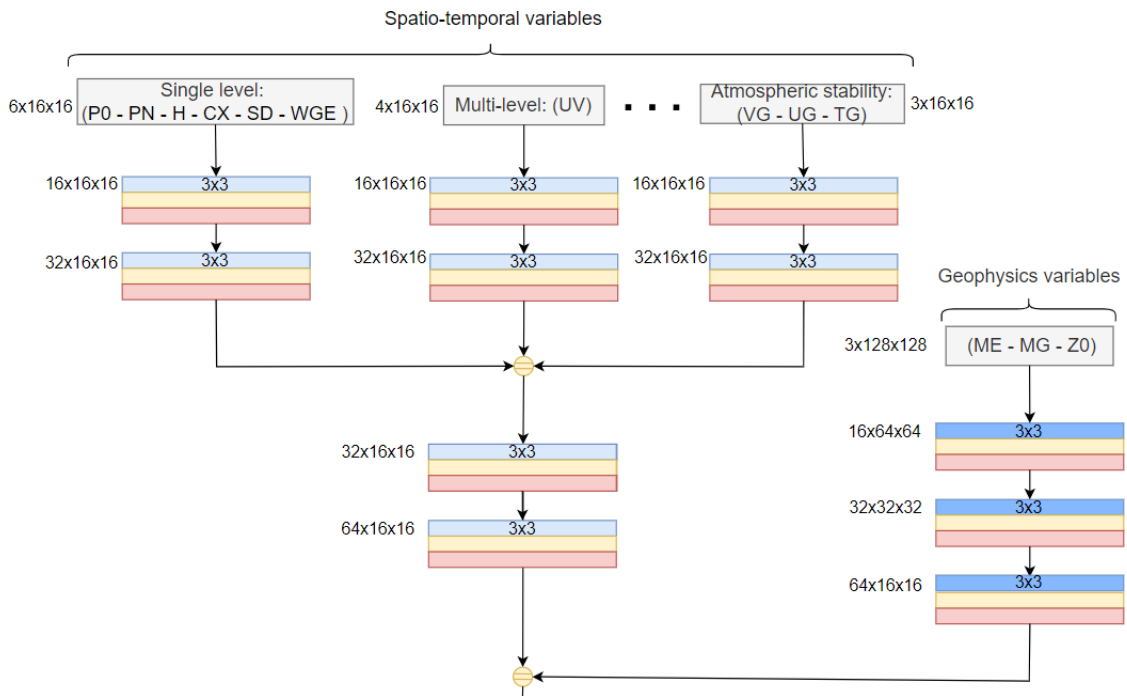 Spatio-temporal variables
6x16x16
Single level:
(P0 - PN - H - CX - SD - WGE )
4x16x16
Multi-level: (UV)
Atmospheric stability:
(VG - UG - TG)
3x16x16
16x16x16
3x3
16x16x16
3x3
16x16x16
3x3
32x16x16
3x3
32x16x16
3x3
32x16x16
3x3
Geophysics variables
3x128x128
(ME - MG - Z0)
32x16x16
3x3
16x64x64
3x3
64x16x16
3x3
32x32x32
3x3
64x16x16
3x3